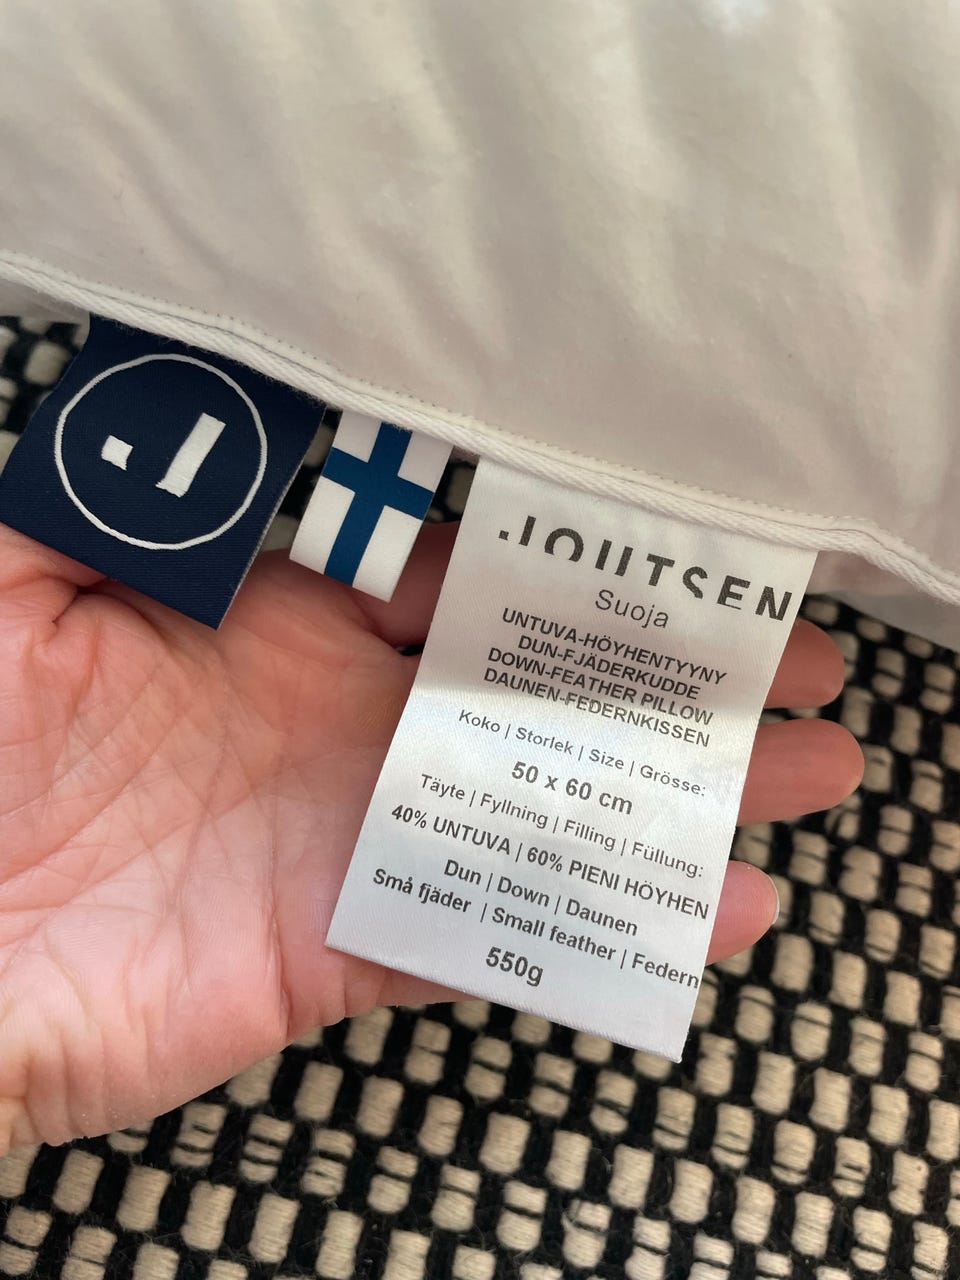 J
JOUTSEN
Suoja
UNTUVA-HÖYHENTYYNY
DUN-FJÄDERKUDDE
DOWN-FEATHER PILLOW
DAUNEN-FEDERNKISSEN
Koko | Storlek | Size | Grösse:
50 x 60 cm
Täyte | Fyllning | Filling | Füllung:
40% UNTUVA | 60% PIENI HÖYHEN
Dun | Down | Daunen
Små fjäder | Small feather | Federn
550g